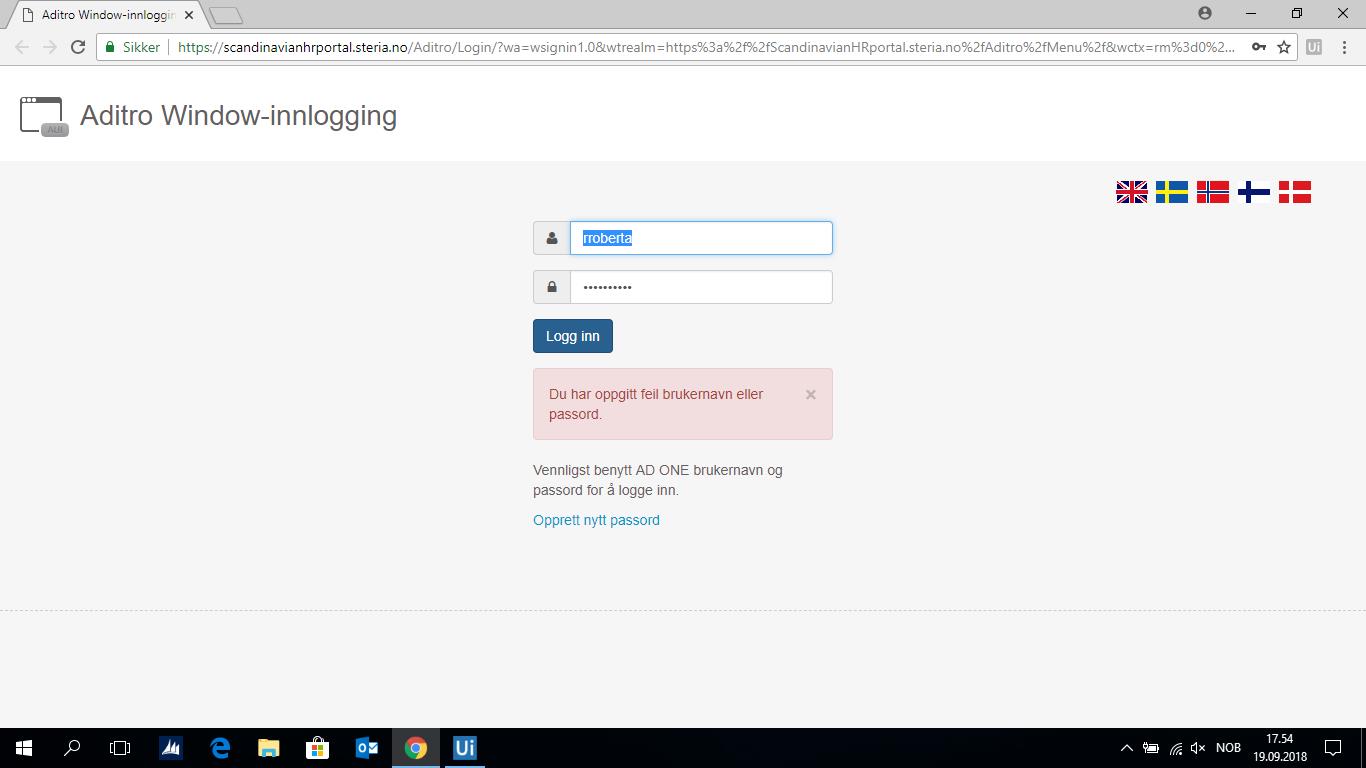 Aditro Window-innloggin
Sikker
https://scandinavianhrportal.steria.no/Aditro/Login/?wa=wsignin1.0&wtrealm=https%3a%2f%2fScandinavianHRportal.steria.no%2fAditro%2fMenu%2f&wctx=rm%3d0%2...
Ui
AUI
Aditro Window-innlogging
rroberta
••••••••••
Logg inn
Du har oppgitt feil brukernavn eller
passord.
×
Vennligst benytt AD ONE brukernavn og
passord for å logge inn.
Opprett nytt passord
Ui
NOB
17.54
19.09.2018